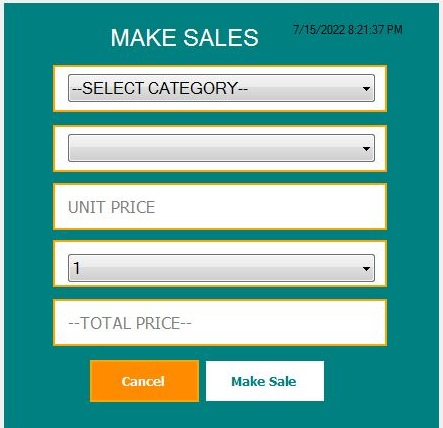 MAKE SALES
7/15/2022 8:21:37 PM
--SELECT CATEGORY--
UNIT PRICE
1
--TOTAL PRICE--
Cancel
Make Sale